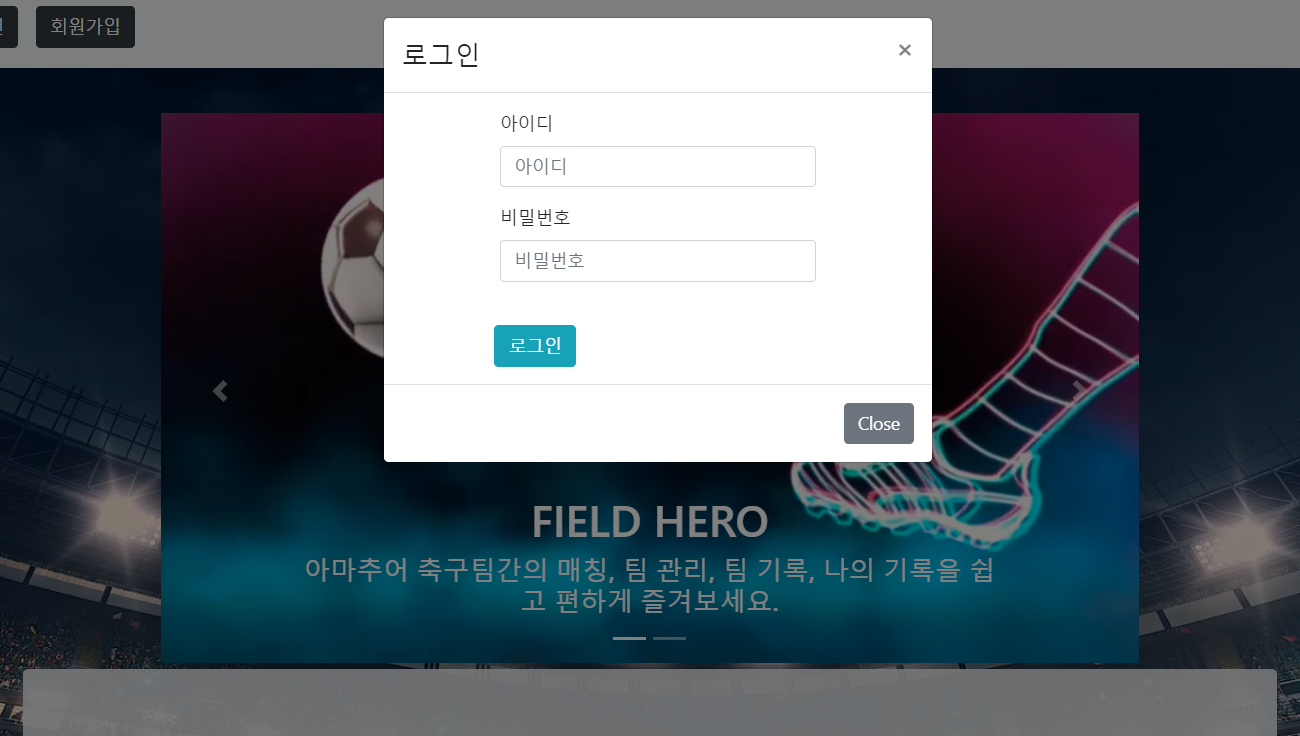 회원가입
로그인
×
아이디
아이디
비밀번호
비밀번호
로그인
Close
FIELD HERO
아마추어 축구팀간의 매칭, 팀 관리, 팀 기록, 나의 기록을 쉽
고 편하게 즐겨보세요.